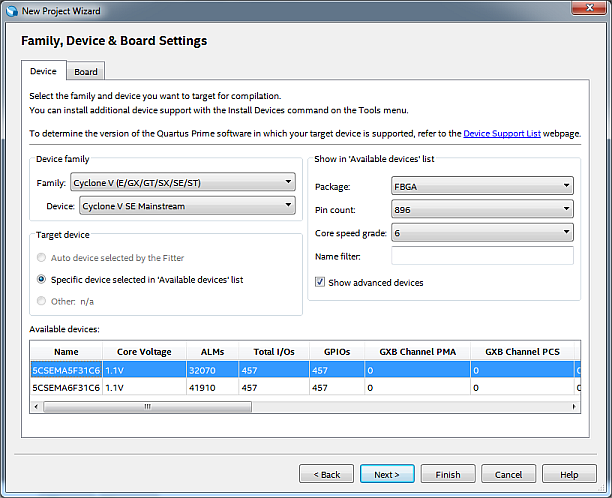 New Project Wizard
Family, Device & Board Settings
Device
Board
Select the family and device you want to target for compilation.
You can install additional device support with the Install Devices command on the Tools menu.
To determine the version of the Quartus Prime software in which your target device is supported, refer to the Device Support List webpage.
Device family
Family: Cyclone V (E/GX/GT/SX/SE/ST)
Device: Cyclone V SE Mainstream
Show in 'Available devices' list
Package: FBGA
Pin count: 896
Core speed grade: 6
Name filter:
Show advanced devices
Target device
Auto device selected by the Fitter
Specific device selected in 'Available devices' list
Other: n/a
Available devices:
Name Core Voltage ALMs Total I/Os GPIOs GXB Channel PMA GXB Channel PCS
5CSEMA5F31C6 1.1V 32070 457 457 0 0
5CSEMA6F31C6 1.1V 41910 457 457 0 0
< Back
Next >
Finish
Cancel
Help